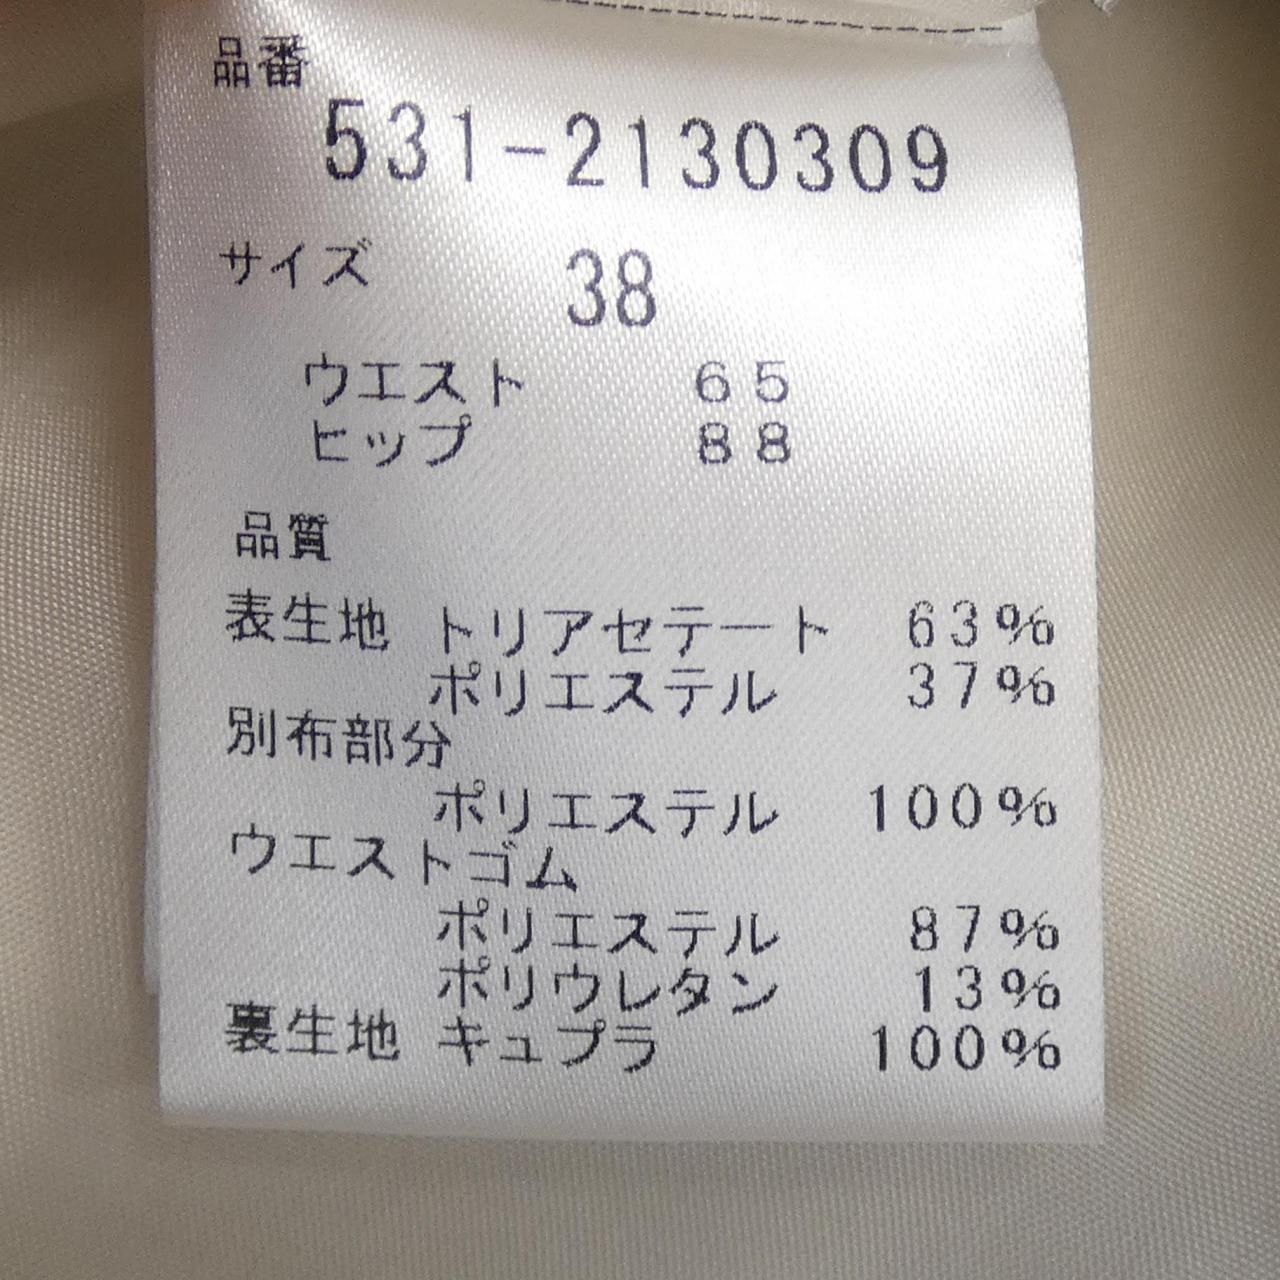 品番
531-2130309
サイズ 38
ウエスト 65
ヒップ 88
品質
表生地 トリアセテート 63%
ポリエステル 37%
別布部分
ポリエステル 100%
ウエストゴム
ポリエステル 87%
ポリウレタン 13%
裏生地 キュプラ 100%